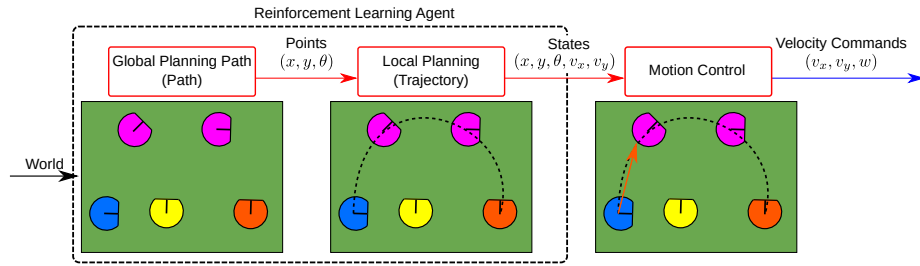 Reinforcement Learning Agent
Global Planning Path
(Path)
Points
(x, y, θ)
Local Planning
(Trajectory)
States
(x, y, θ, v_x, v_y)
Motion Control
Velocity Commands
(v_x, v_y, w)
World